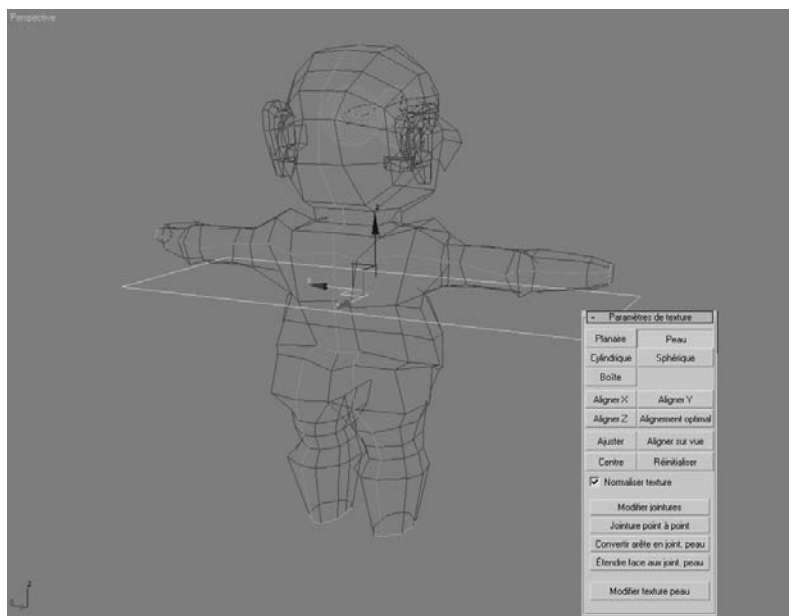 Perspective
z
- Paramètres de texture
Planaire Peau
Cylindrique Sphérique
Boîte
Aligner X Aligner Y
Aligner Z Alignement optimal
Ajuster Aligner sur vue
Centre Réinitialiser
Normaliser texture
Modifier jointures
Jointure point à point
Convertir arête en joint. peau
Étendre face aux joint. peau
Modifier texture peau
z